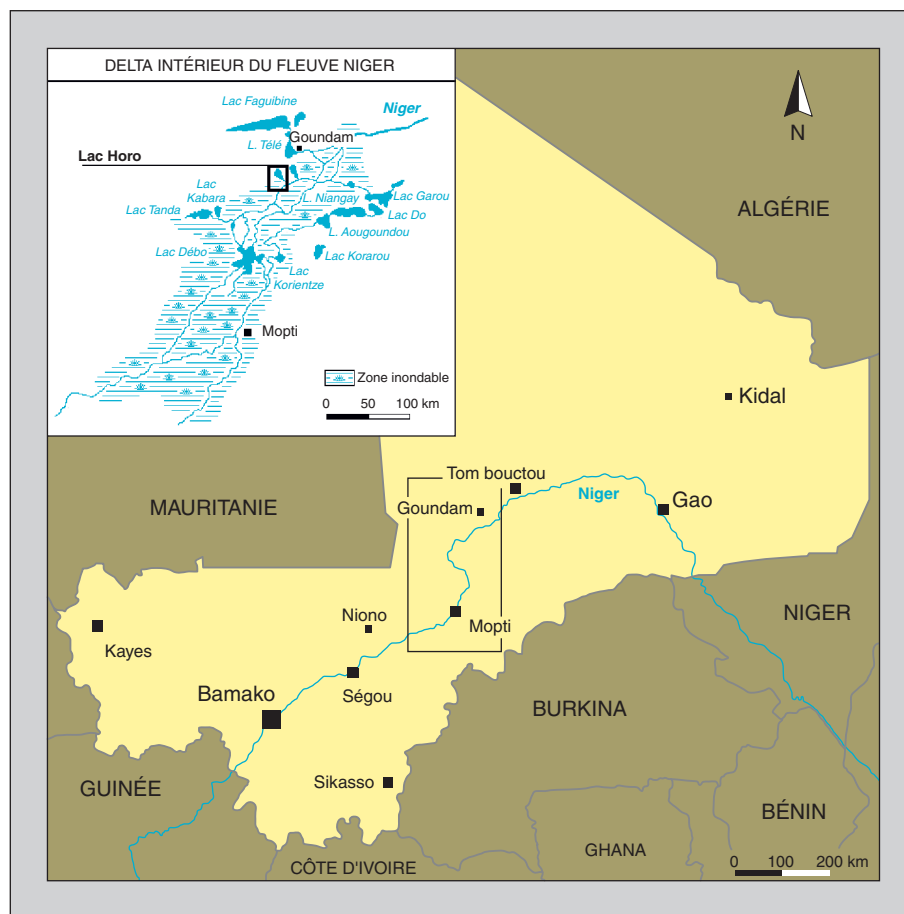 DELTA INTÉRIEUR DU FLEUVE NIGER
Lac Faguibine
Niger
Goundam
L. Télé
Lac Horo
Lac
Kabara
L. Niangay
Lac Garou
Lac Tanda
Lac Do
L. Aougoundou
Lac Débo
Lac Korarou
Lac
Korientze
Mopti
Zone inondable
0 50 100 km
N
ALGÉRIE
Kidal
Tom bouctou
MAURITANIE
Niger
Gao
Goundam
Niono
Mopti
NIGER
Kayes
Ségou
Bamako
BURKINA
Sikasso
GUINÉE
BÉNIN
GHANA
CÔTE D'IVOIRE
0 100 200 km